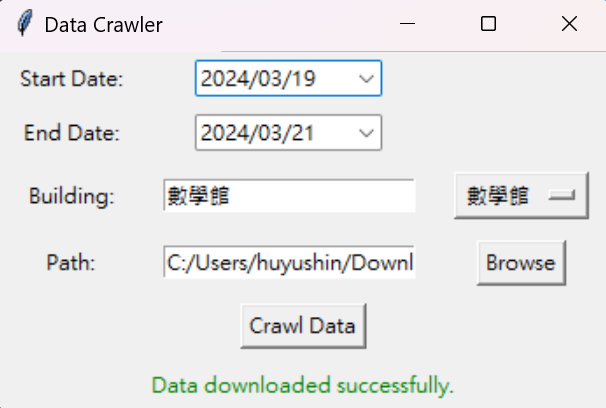 Data Crawler
Start Date: 2024/03/19
End Date: 2024/03/21
Building: 數學館 數學館
Path: C:/Users/huyushin/Downl Browse
Crawl Data
Data downloaded successfully.